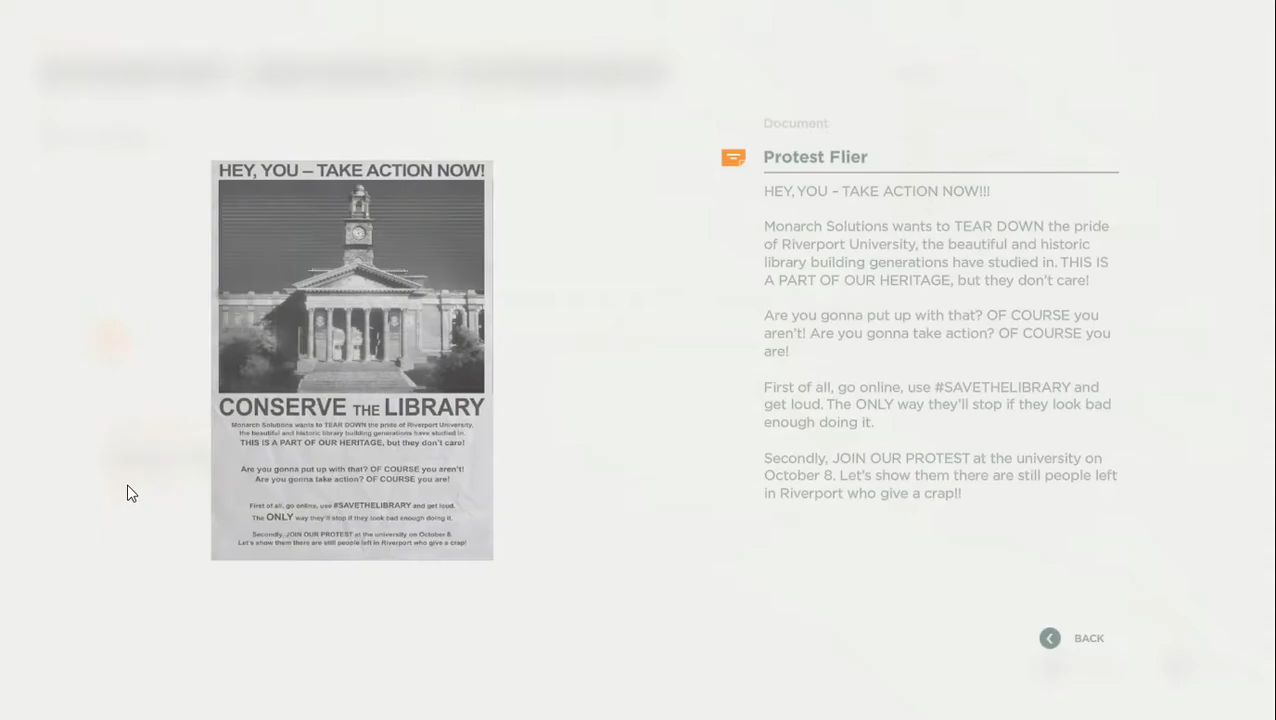 HEY, YOU – TAKE ACTION NOW!
CONSERVE THE LIBRARY
Monarch Solutions wants to TEAR DOWN the pride of Riverport University,
the beautiful and historic library building generations have studied in.
THIS IS A PART OF OUR HERITAGE, but they don't care!
Are you gonna put up with that? OF COURSE you aren't!
Are you gonna take action? OF COURSE you are!
First of all, go online, use #SAVETHELIBRARY and get loud.
The ONLY way they'll stop if they look bad enough doing it.
Secondly, JOIN OUR PROTEST at the university on October 8.
Let's show them there are still people left in Riverport who give a crap!
Document
Protest Flier
HEY, YOU – TAKE ACTION NOW!!!
Monarch Solutions wants to TEAR DOWN the pride
of Riverport University, the beautiful and historic
library building generations have studied in. THIS IS
A PART OF OUR HERITAGE, but they don't care!
Are you gonna put up with that? OF COURSE you
aren't! Are you gonna take action? OF COURSE you
are!
First of all, go online, use #SAVETHELIBRARY and
get loud. The ONLY way they'll stop if they look bad
enough doing it.
Secondly, JOIN OUR PROTEST at the university on
October 8. Let's show them there are still people left
in Riverport who give a crap!!
BACK